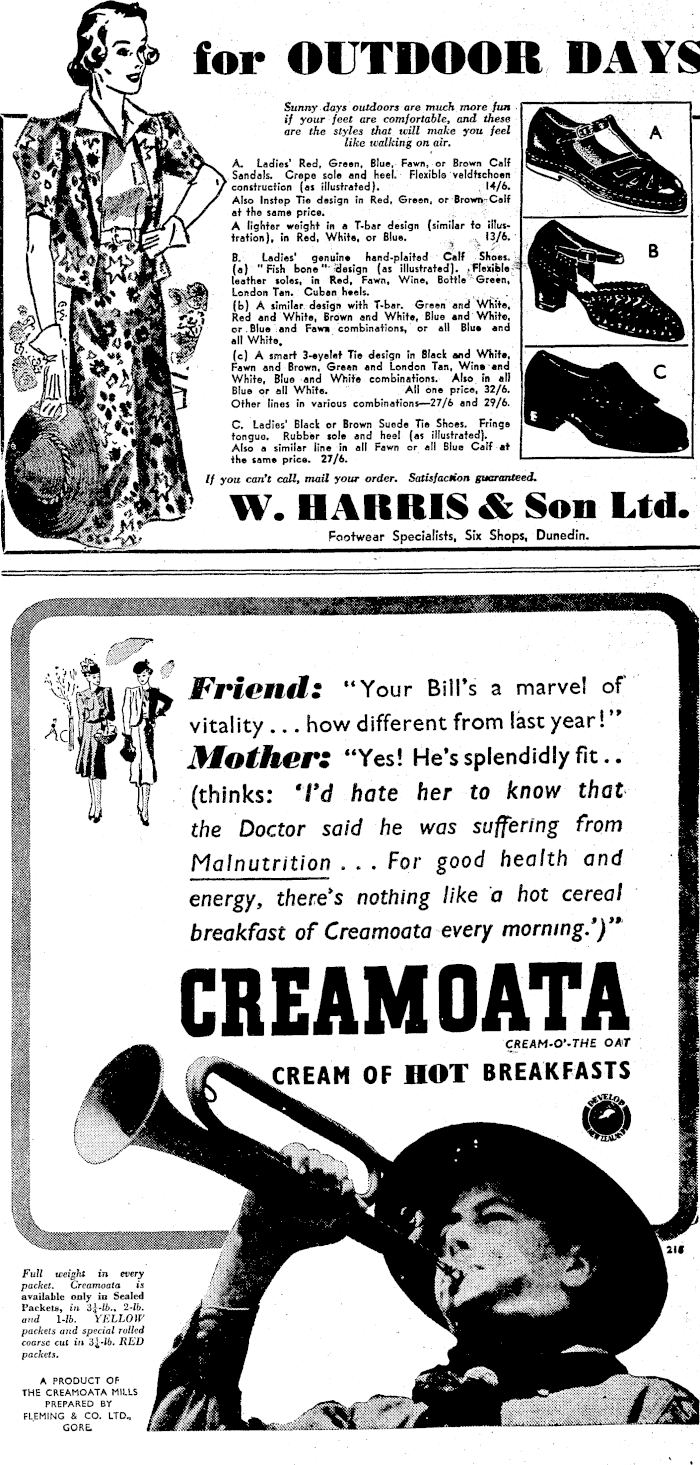 for OUTDOOR DAYS
Sunny days outdoors are much more fun
if your feet are comfortable, and these
are the styles that will make you feel
like walking on air.
A. Ladies' Red, Green, Blue, Fawn, or Brown Calf
Sandals. Crepe sole and heel. Flexible veldtschoen
construction (as illustrated). 14/6.
Also Instep Tie design in Red, Green, or Brown Calf
at the same price.
A lighter weight in a T-bar design (similar to illus-
tration), in Red, White, or Blue. 13/6.
B. Ladies' genuine hand-plaited Calf Shoes.
(a) "Fish bone" design (as illustrated). Flexible
leather soles, in Red, Fawn, Wine, Bottle Green,
London Tan. Cuban heels.
(b) A similar design with T-bar. Green and White,
Red and White, Brown and White, Blue and White,
or Blue and Fawn combinations, or all Blue and
all White.
(c) A smart 3-eyelet Tie design in Black and White,
Fawn and Brown, Green and London Tan, Wine and
White, Blue and White combinations. Also in all
Blue or all White. All one price, 32/6.
Other lines in various combinations—27/6 and 29/6.
C. Ladies' Black or Brown Suede Tie Shoes. Fringe
tongue. Rubber sole and heel (as illustrated).
Also a similar line in all Fawn or all Blue Calf at
the same price. 27/6.
A
B
C
If you can't call, mail your order. Satisfaction guaranteed.
W. HARRIS & Son Ltd.
Footwear Specialists, Six Shops, Dunedin.
Friend: "Your Bill's a marvel of
vitality . . . how different from last year!"
Mother: "Yes! He's splendidly fit . .
(thinks: 'I'd hate her to know that
the Doctor said he was suffering from
Malnutrition . . . For good health and
energy, there's nothing like a hot cereal
breakfast of Creamoata every morning.')"
CREAMOATA
CREAM-O'-THE OAT
CREAM OF HOT BREAKFASTS
DEVELOP
NEW ZEALAND
218
Full weight in every
packet. Creamoata is
available only in Sealed
Packets, in 3½-lb., 2-lb.
and 1-lb. YELLOW
packets and special rolled
coarse cut in 3½-lb. RED
packets.
A PRODUCT OF
THE CREAMOATA MILLS
PREPARED BY
FLEMING & CO. LTD.,
GORE